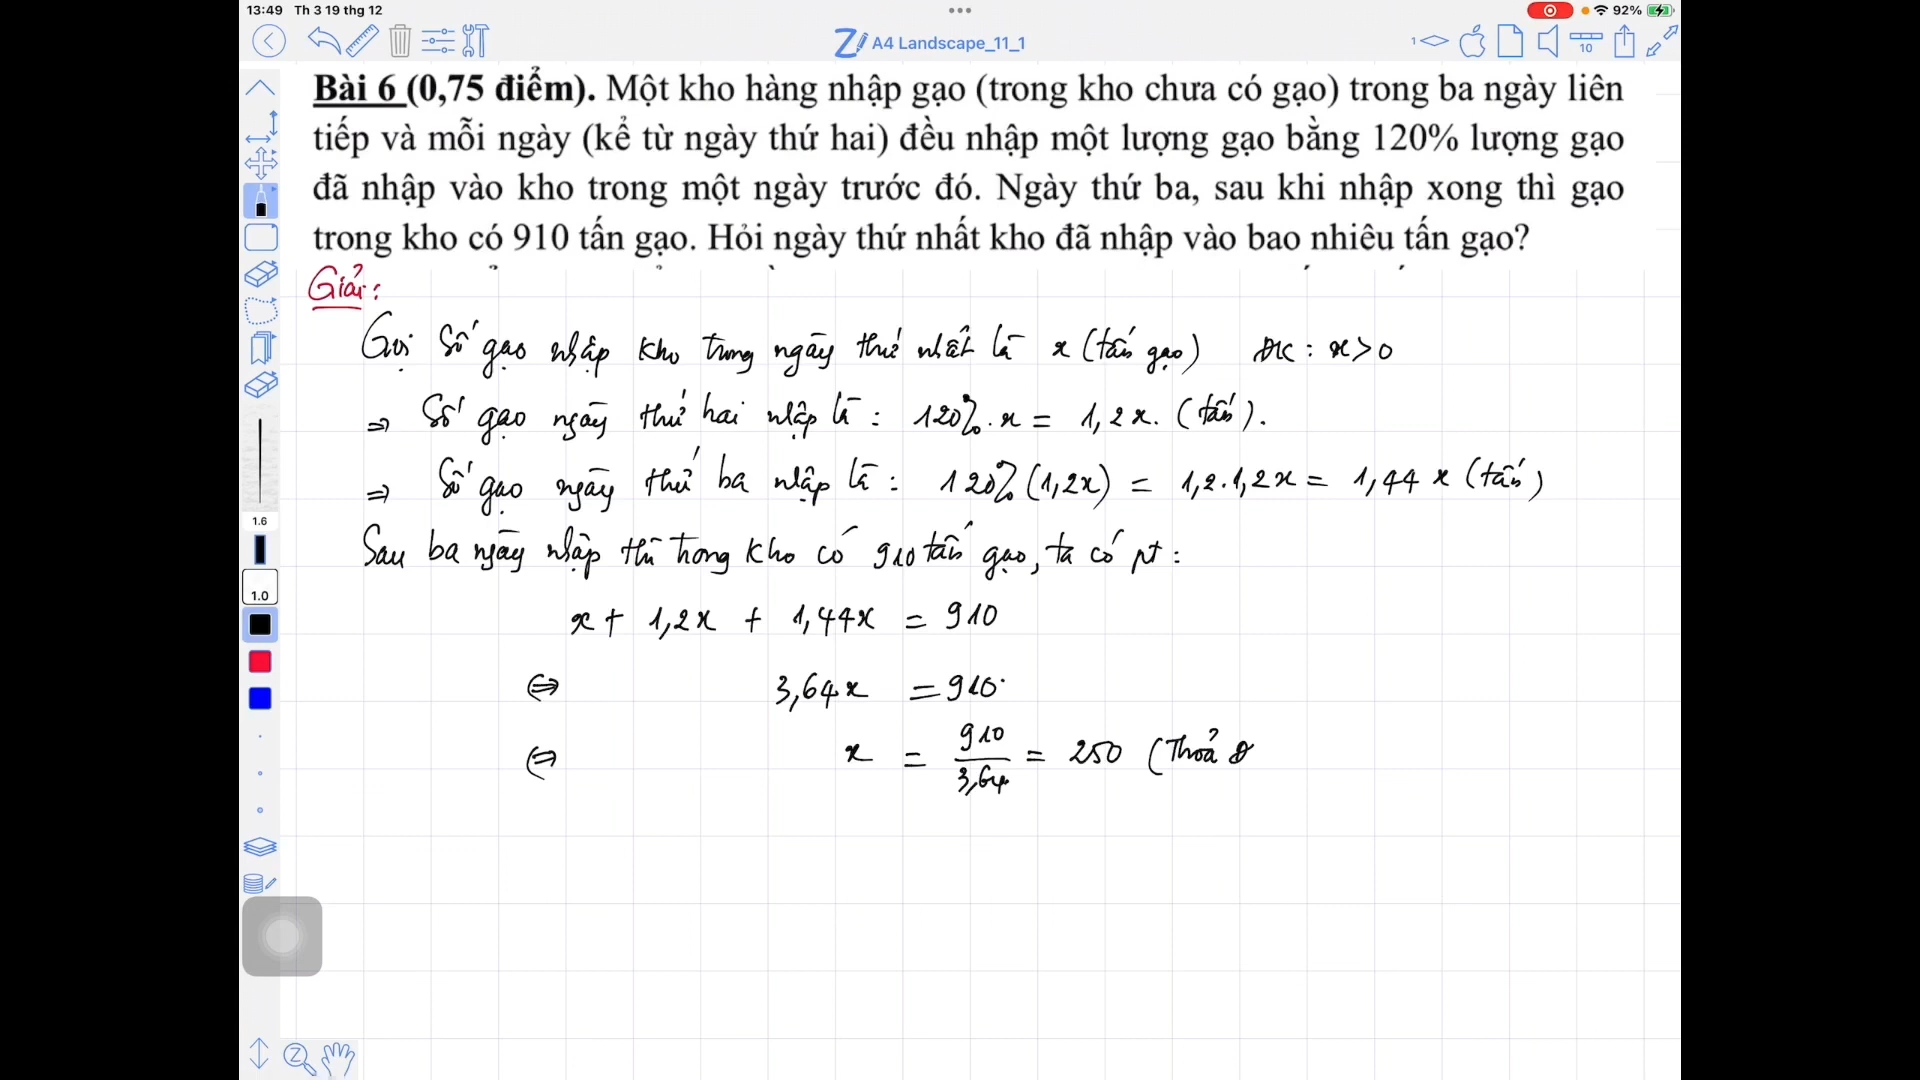 13:49 Th 3 19 thg 12
92%
A4 Landscape_11_1
1
10
Bài 6 (0,75 điểm). Một kho hàng nhập gạo (trong kho chưa có gạo) trong ba ngày liên
tiếp và mỗi ngày (kể từ ngày thứ hai) đều nhập một lượng gạo bằng 120% lượng gạo
đã nhập vào kho trong một ngày trước đó. Ngày thứ ba, sau khi nhập xong thì gạo
trong kho có 910 tấn gạo. Hỏi ngày thứ nhất kho đã nhập vào bao nhiêu tấn gạo?
Giải:
Gọi số gạo nhập kho trong ngày thứ nhất là x (tấn gạo) ĐK : x > 0
⇒ Số gạo ngày thứ hai nhập là : 120% . x = 1,2x. (tấn).
⇒ Số gạo ngày thứ ba nhập là : 120% (1,2x) = 1,2.1,2x = 1,44x (tấn)
Sau ba ngày nhập thì trong kho có 910 tấn gạo, ta có pt :
x + 1,2x + 1,44x = 910
⇔ 3,64x = 910
⇔ x = 910/3,64 = 250 (Thoả đ
1.6
1.0